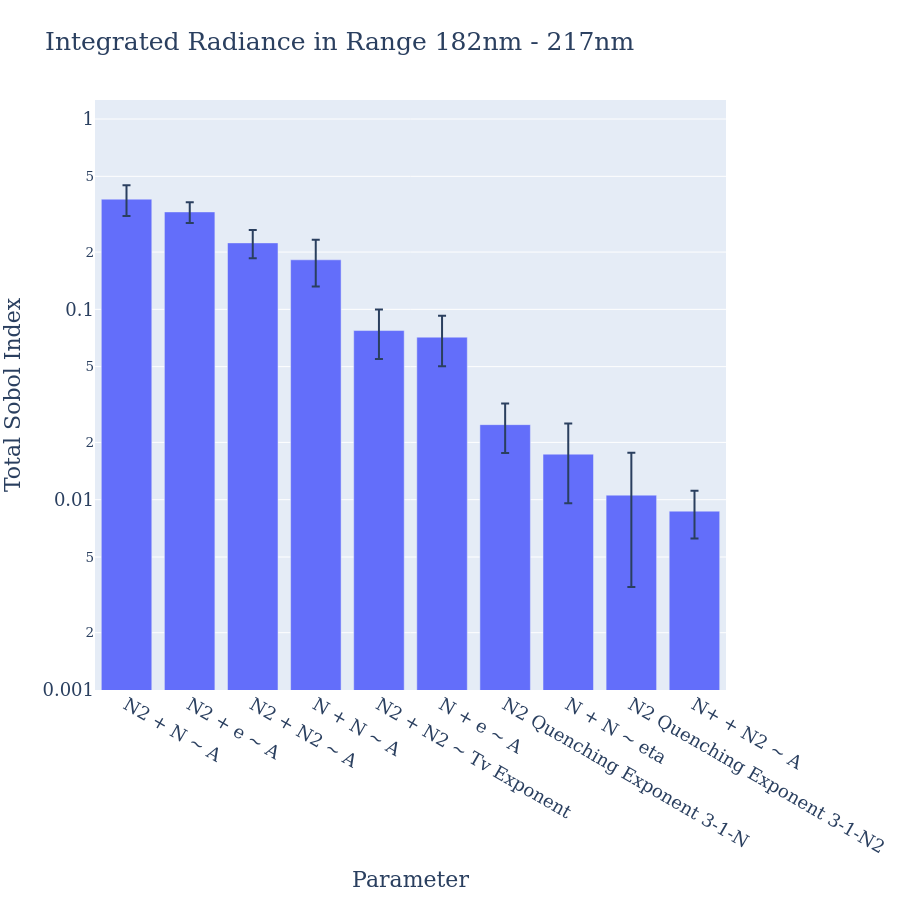 Integrated Radiance in Range 182nm - 217nm
Total Sobol Index
1
5
2
0.1
5
2
0.01
5
2
0.001
N2 + N ~ A
N2 + e ~ A
N2 + N2 ~ A
N + N ~ A
N2 + N2 ~ Tv Exponent
N + e ~ A
N2 Quenching Exponent 3-1-N
N + N ~ eta
N2 Quenching Exponent 3-1-N2
N+ + N2 ~ A
Parameter